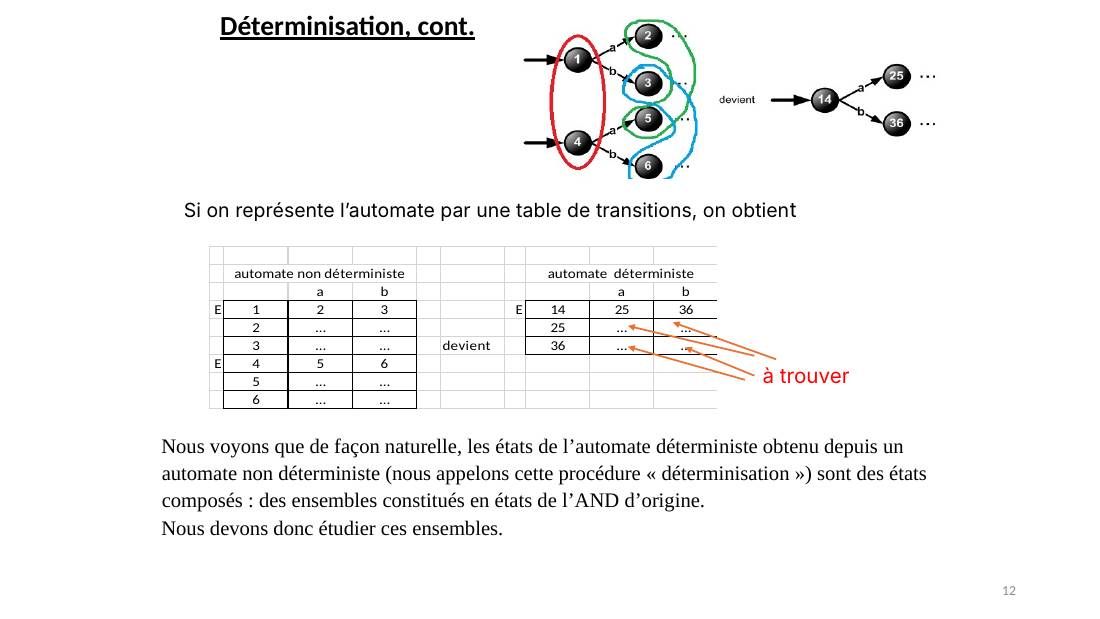 Déterminisation, cont.
1 a 2 ...
b 3 ...
4 a 5 ...
b 6 ...
devient
14 a 25 ...
b 36 ...
Si on représente l’automate par une table de transitions, on obtient
automate non déterministe automate déterministe
a b a b
E 1 2 3 E 14 25 36
2 ... ... 25 ... ...
3 ... ... devient 36 ... ...
E 4 5 6
5 ... ...
6 ... ...
à trouver
Nous voyons que de façon naturelle, les états de l’automate déterministe obtenu depuis un
automate non déterministe (nous appelons cette procédure « déterminisation ») sont des états
composés : des ensembles constitués en états de l’AND d’origine.
Nous devons donc étudier ces ensembles.
12